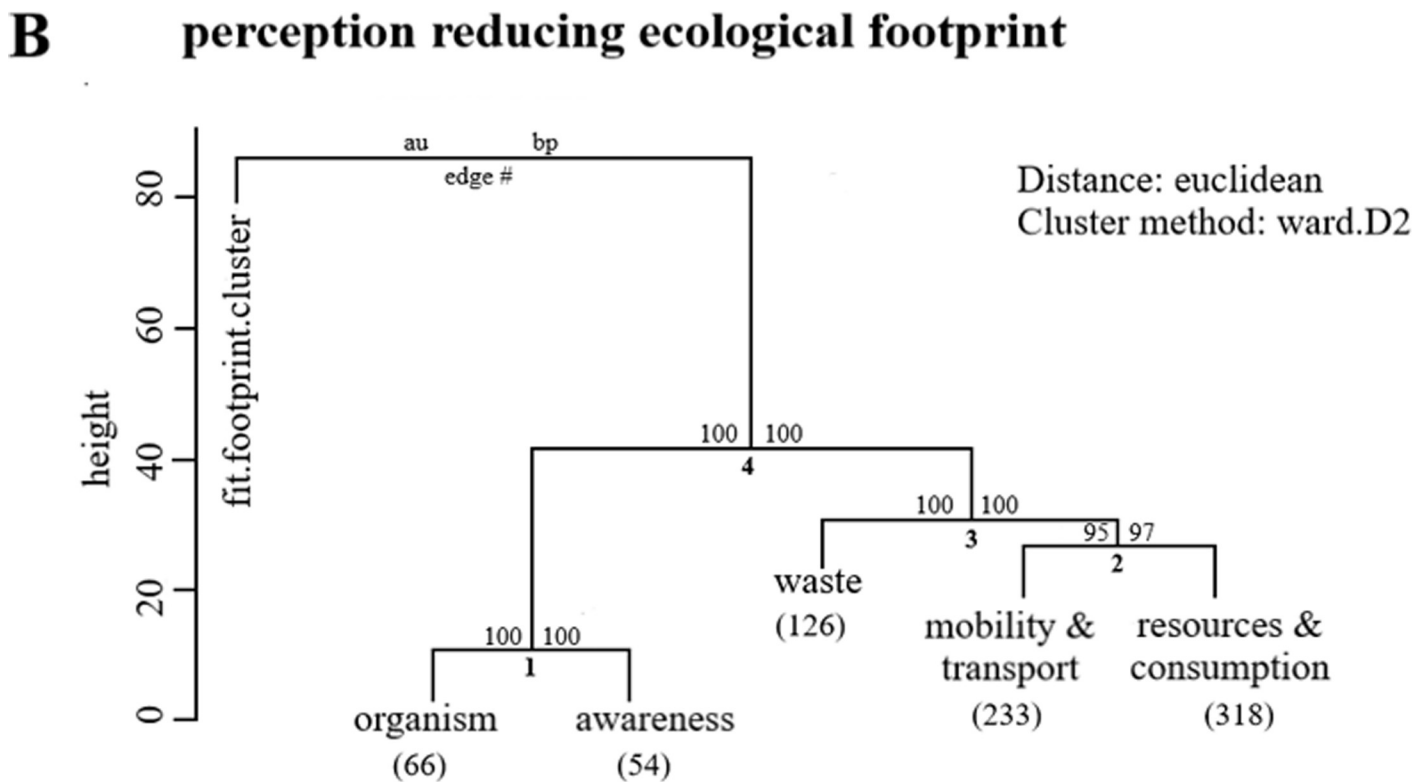 B perception reducing ecological footprint
au bp
edge #
Distance: euclidean
Cluster method: ward.D2
height
80
60
40
20
0
fit.footprint.cluster
100 100
4
100 100
3
95 97
2
waste
(126)
mobility &
transport
(233)
resources &
consumption
(318)
100 100
1
organism
(66)
awareness
(54)